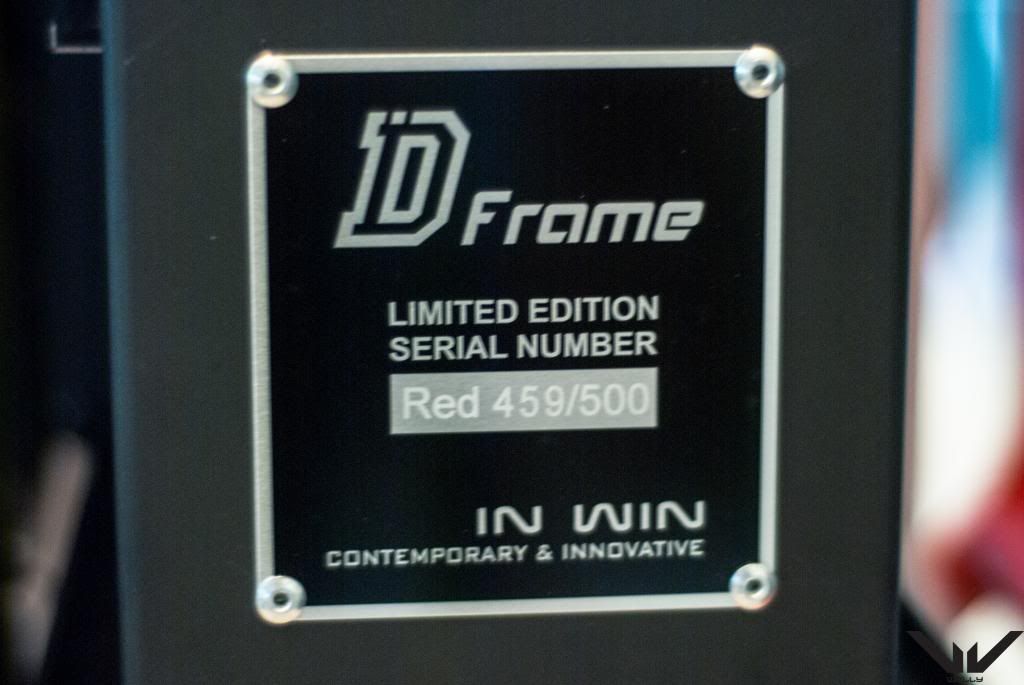 D Frame
LIMITED EDITION
SERIAL NUMBER
Red 459/500
IN WIN
CONTEMPORARY & INNOVATIVE